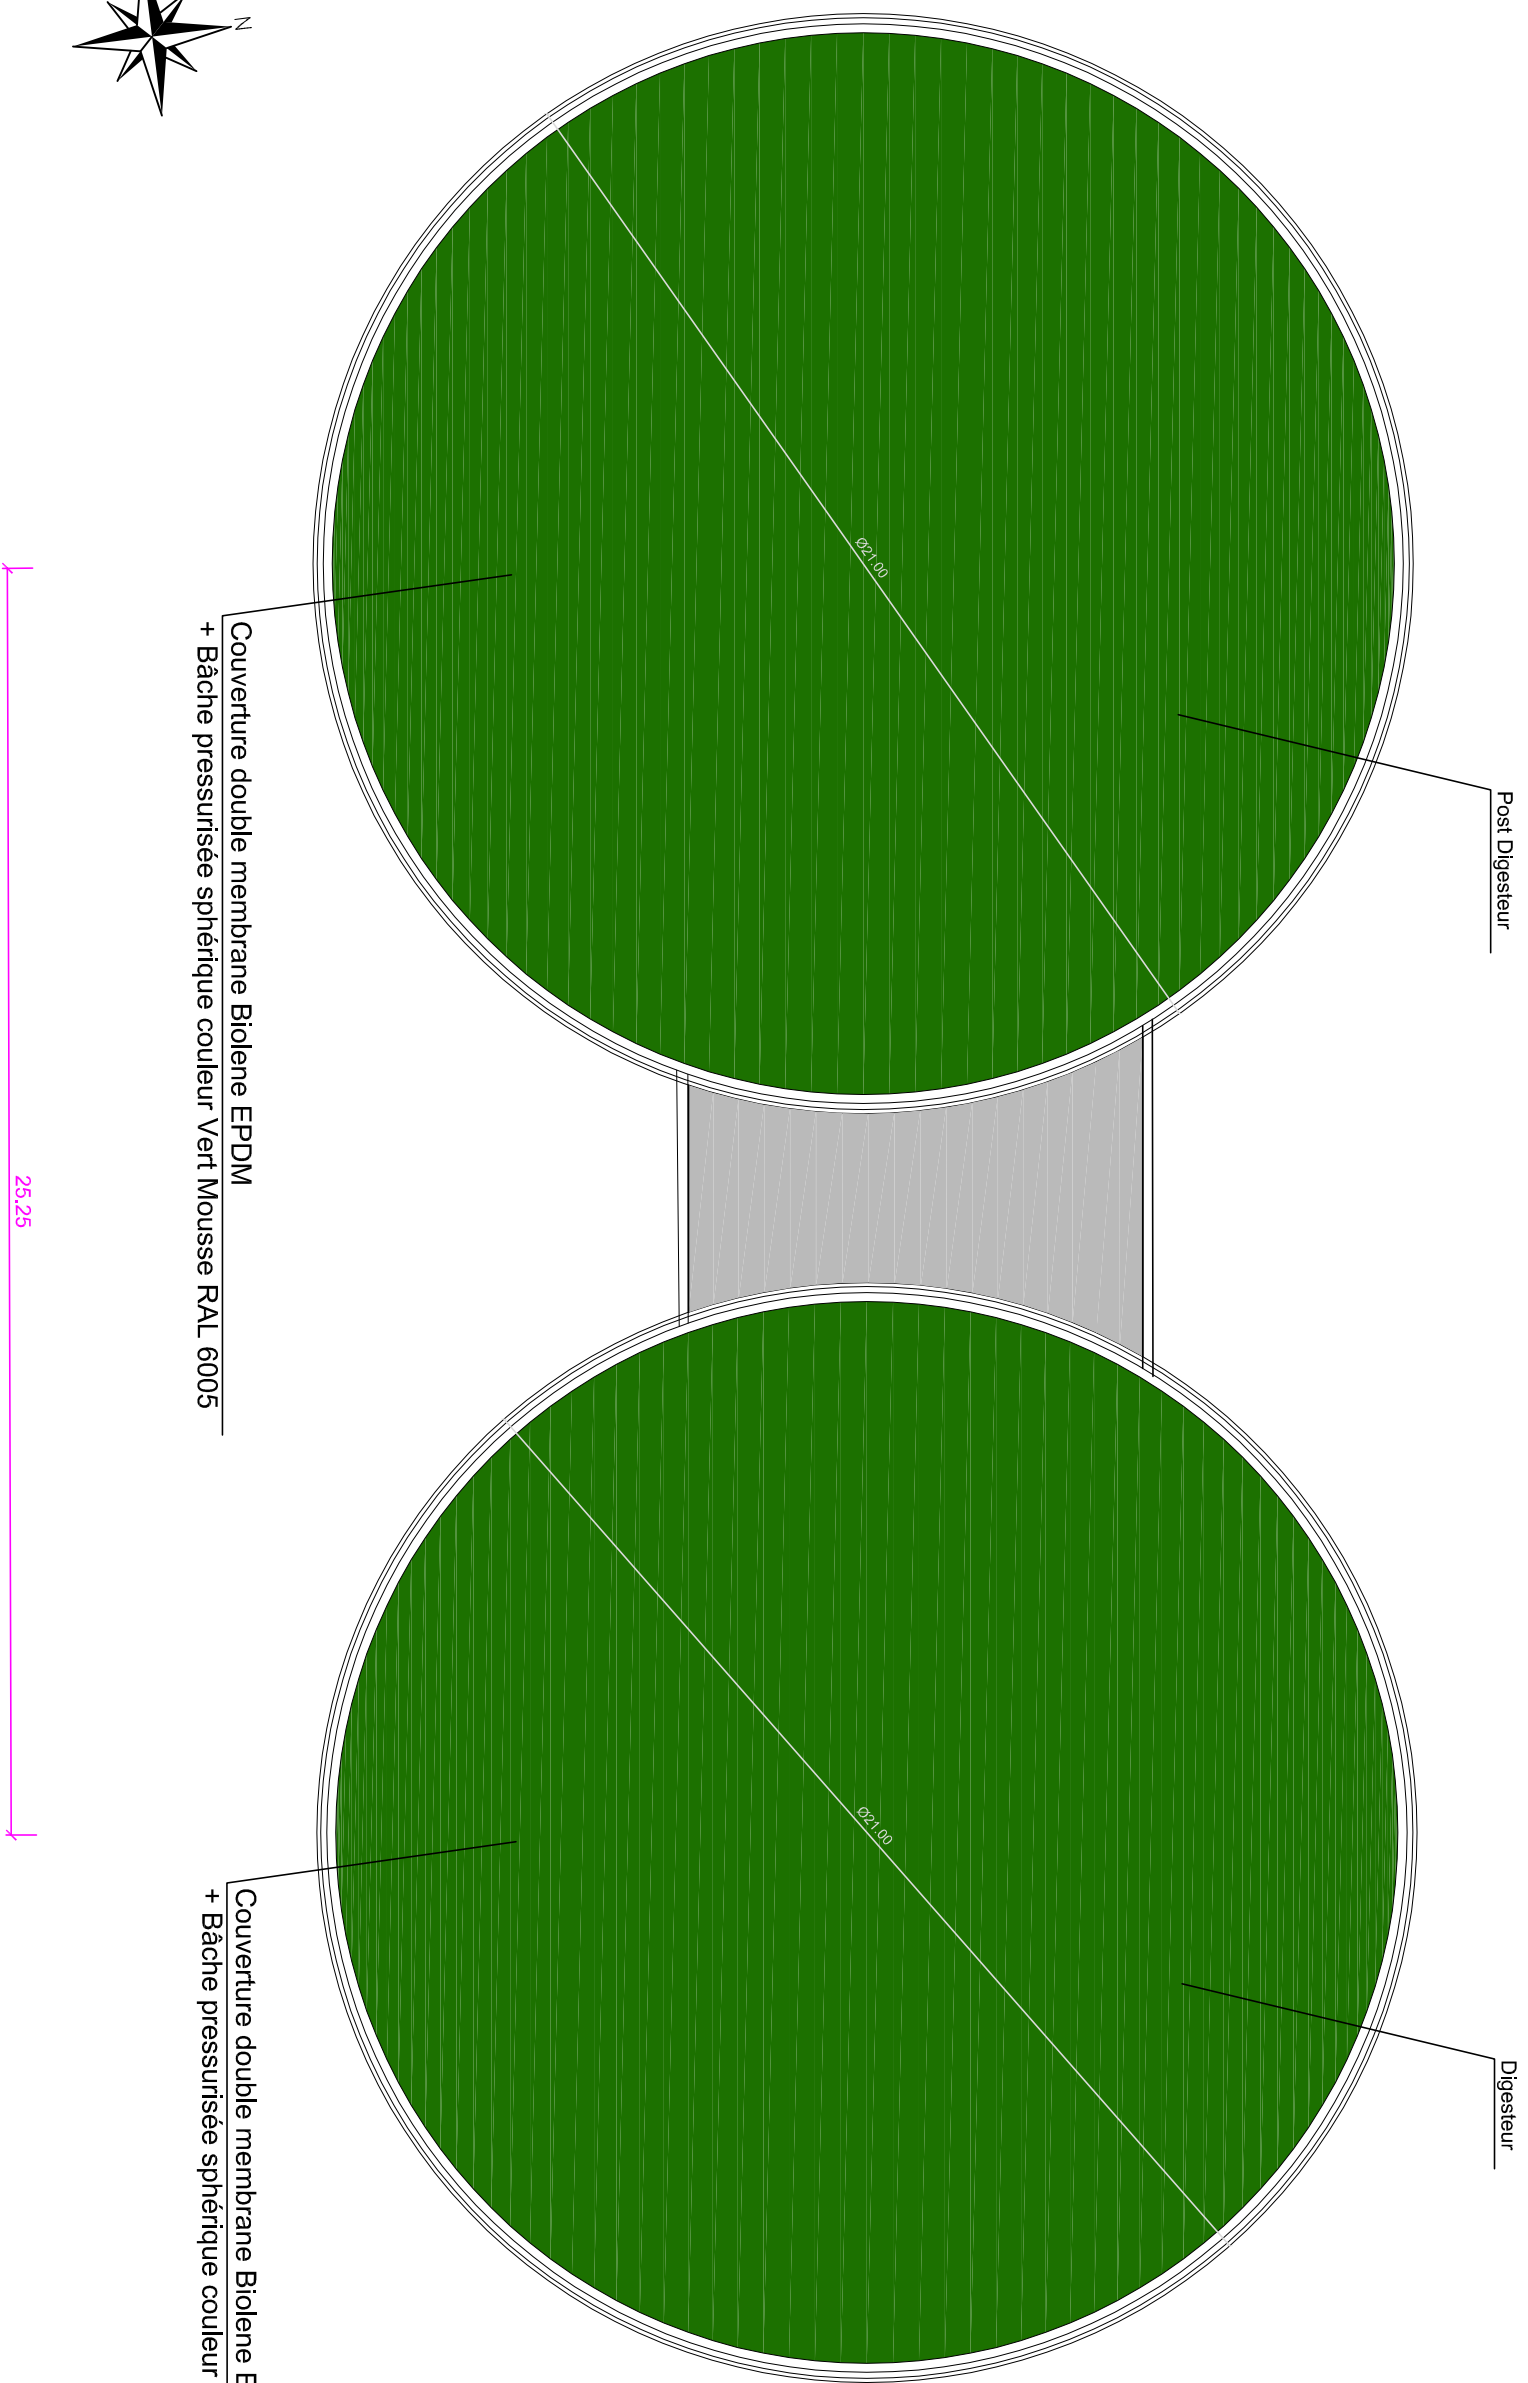 N
Post Digesteur
Ø21.00
Couverture double membrane Biolene EPDM
+ Bâche pressurisée sphérique couleur Vert Mousse RAL 6005
25.25
Digesteur
Ø21.00
Couverture double membrane Biolene E
+ Bâche pressurisée sphérique couleur